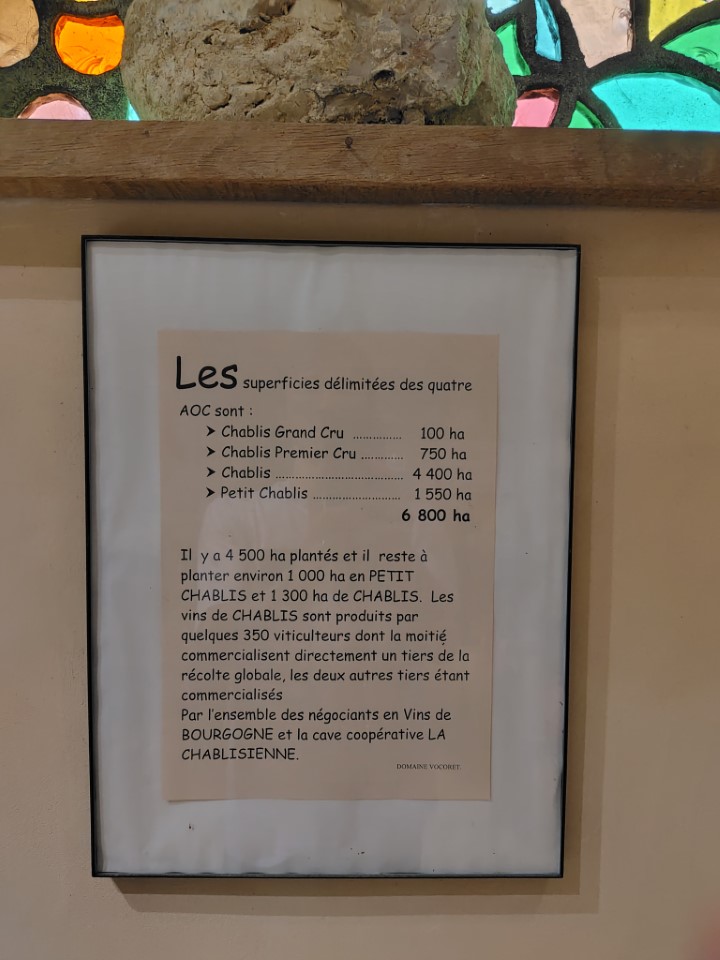 Les superficies délimitées des quatre
AOC sont :
➤ Chablis Grand Cru .............. 100 ha
➤ Chablis Premier Cru ........... 750 ha
➤ Chablis .................................... 4 400 ha
➤ Petit Chablis ......................... 1 550 ha
6 800 ha
Il y a 4 500 ha plantés et il reste à
planter environ 1 000 ha en PETIT
CHABLIS et 1 300 ha de CHABLIS. Les
vins de CHABLIS sont produits par
quelques 350 viticulteurs dont la moitié
commercialisent directement un tiers de la
récolte globale, les deux autres tiers étant
commercialisés
Par l'ensemble des négociants en Vins de
BOURGOGNE et la cave coopérative LA
CHABLISIENNE.
DOMAINE VOCORET.